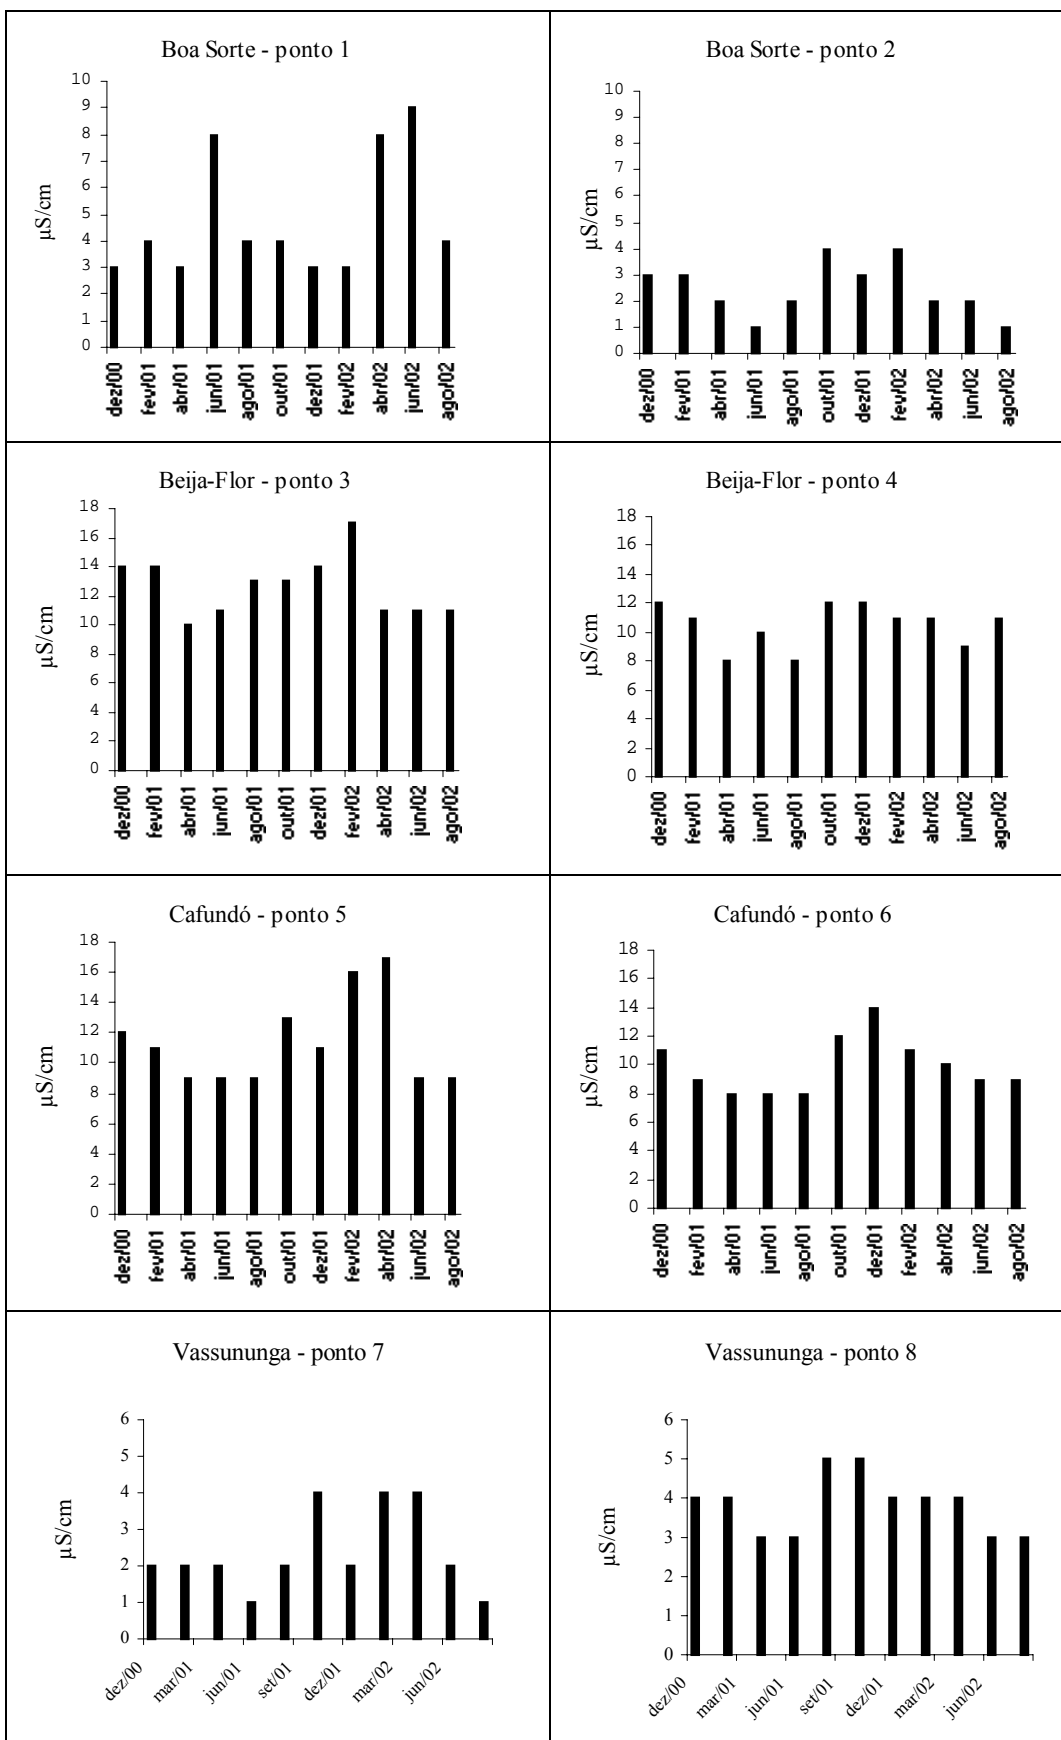 Boa Sorte - ponto 1
10
9
8
7
6
5
4
3
2
1
0
µS/cm
dez/00
fev/01
abr/01
jun/01
ago/01
out/01
dez/01
fev/02
abr/02
jun/02
ago/02
Boa Sorte - ponto 2
10
9
8
7
6
5
4
3
2
1
0
µS/cm
dez/00
fev/01
abr/01
jun/01
ago/01
out/01
dez/01
fev/02
abr/02
jun/02
ago/02
Beija-Flor - ponto 3
18
16
14
12
10
8
6
4
2
0
µS/cm
dez/00
fev/01
abr/01
jun/01
ago/01
out/01
dez/01
fev/02
abr/02
jun/02
ago/02
Beija-Flor - ponto 4
18
16
14
12
10
8
6
4
2
0
µS/cm
dez/00
fev/01
abr/01
jun/01
ago/01
out/01
dez/01
fev/02
abr/02
jun/02
ago/02
Cafundó - ponto 5
18
16
14
12
10
8
6
4
2
0
µS/cm
dez/00
fev/01
abr/01
jun/01
ago/01
out/01
dez/01
fev/02
abr/02
jun/02
ago/02
Cafundó - ponto 6
18
16
14
12
10
8
6
4
2
0
µS/cm
dez/00
fev/01
abr/01
jun/01
ago/01
out/01
dez/01
fev/02
abr/02
jun/02
ago/02
Vassununga - ponto 7
6
5
4
3
2
1
0
µS/cm
dez/00
mar/01
jun/01
set/01
dez/01
mar/02
jun/02
Vassununga - ponto 8
6
5
4
3
2
1
0
µS/cm
dez/00
mar/01
jun/01
set/01
dez/01
mar/02
jun/02